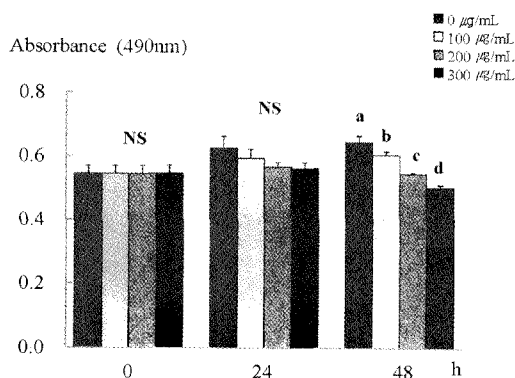 0 ㎍/mL
100 ㎍/mL
200 ㎍/mL
300 ㎍/mL
Absorbance (490nm)
0.8
0.6
0.4
0.2
0.0
NS
NS
a
b
c
d
0
24
48
h